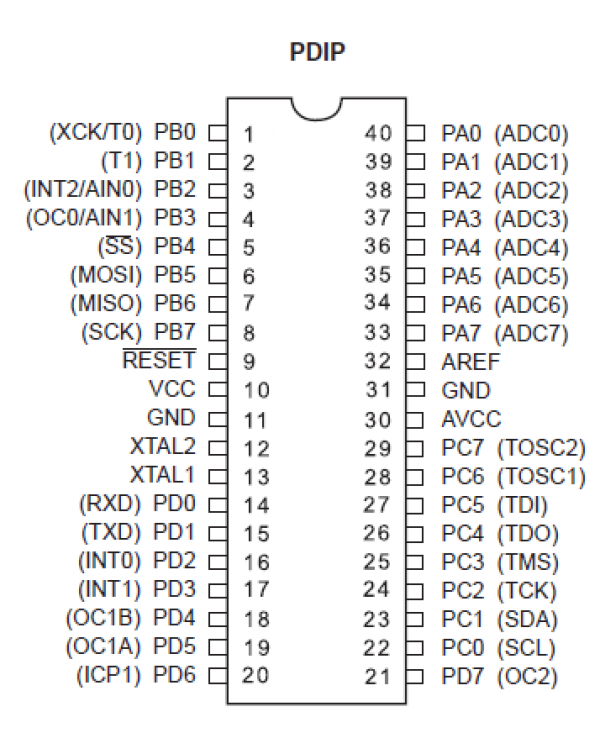 PDIP
(XCK/T0) PB0 1 40 PA0 (ADC0)
(T1) PB1 2 39 PA1 (ADC1)
(INT2/AIN0) PB2 3 38 PA2 (ADC2)
(OC0/AIN1) PB3 4 37 PA3 (ADC3)
(S̅S̅) PB4 5 36 PA4 (ADC4)
(MOSI) PB5 6 35 PA5 (ADC5)
(MISO) PB6 7 34 PA6 (ADC6)
(SCK) PB7 8 33 PA7 (ADC7)
R̅E̅S̅E̅T̅ 9 32 AREF
VCC 10 31 GND
GND 11 30 AVCC
XTAL2 12 29 PC7 (TOSC2)
XTAL1 13 28 PC6 (TOSC1)
(RXD) PD0 14 27 PC5 (TDI)
(TXD) PD1 15 26 PC4 (TDO)
(INT0) PD2 16 25 PC3 (TMS)
(INT1) PD3 17 24 PC2 (TCK)
(OC1B) PD4 18 23 PC1 (SDA)
(OC1A) PD5 19 22 PC0 (SCL)
(ICP1) PD6 20 21 PD7 (OC2)